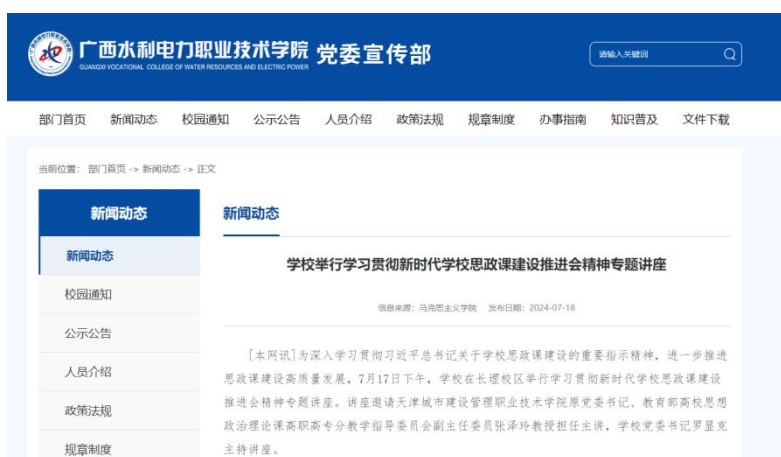 广西水利电力职业技术学院 党委宣传部
GUANGXI VOCATIONAL COLLEGE OF WATER RESOURCES AND ELECTRIC POWER
请输入关键词
部门首页 新闻动态 校园通知 公示公告 人员介绍 政策法规 规章制度 办事指南 知识普及 文件下载
当前位置: 部门首页 -> 新闻动态 -> 正文
新闻动态
新闻动态
校园通知
公示公告
人员介绍
政策法规
规章制度
新闻动态
学校举行学习贯彻新时代学校思政课建设推进会精神专题讲座
信息来源: 马克思主义学院 发布日期: 2024-07-18
[本网讯]为深入学习贯彻习近平总书记关于学校思政课建设的重要指示精神，进一步推进
思政课建设高质量发展，7月17日下午，学校在长堽校区举行学习贯彻新时代学校思政课建设
推进会精神专题讲座。讲座邀请天津城市建设管理职业技术学院原党委书记、教育部高校思想
政治理论课高职高专分教学指导委员会副主任委员张泽玲教授担任主讲，学校党委书记罗显克
主持讲座。